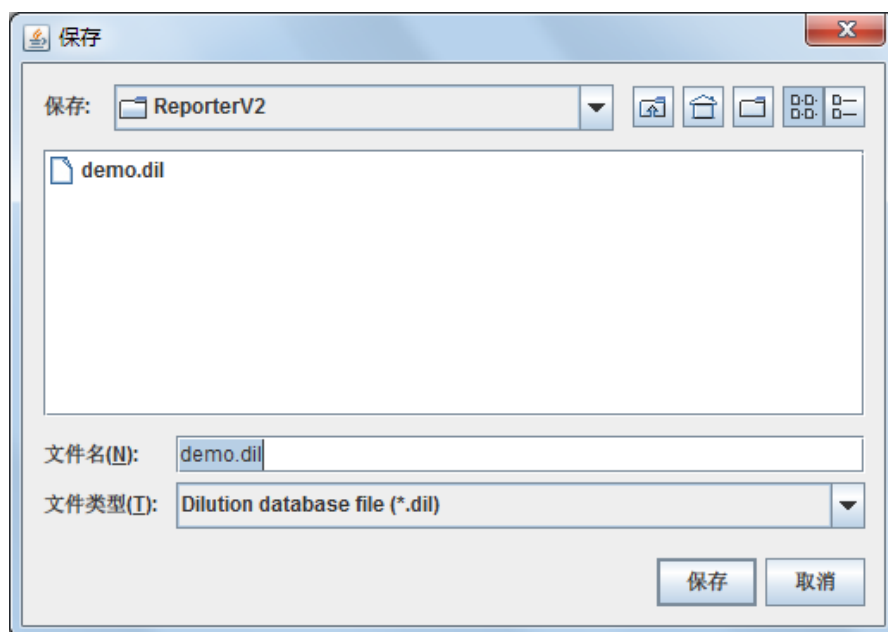 保存
保存: ReporterV2
demo.dil
文件名(N): demo.dil
文件类型(T): Dilution database file (*.dil)
保存 取消